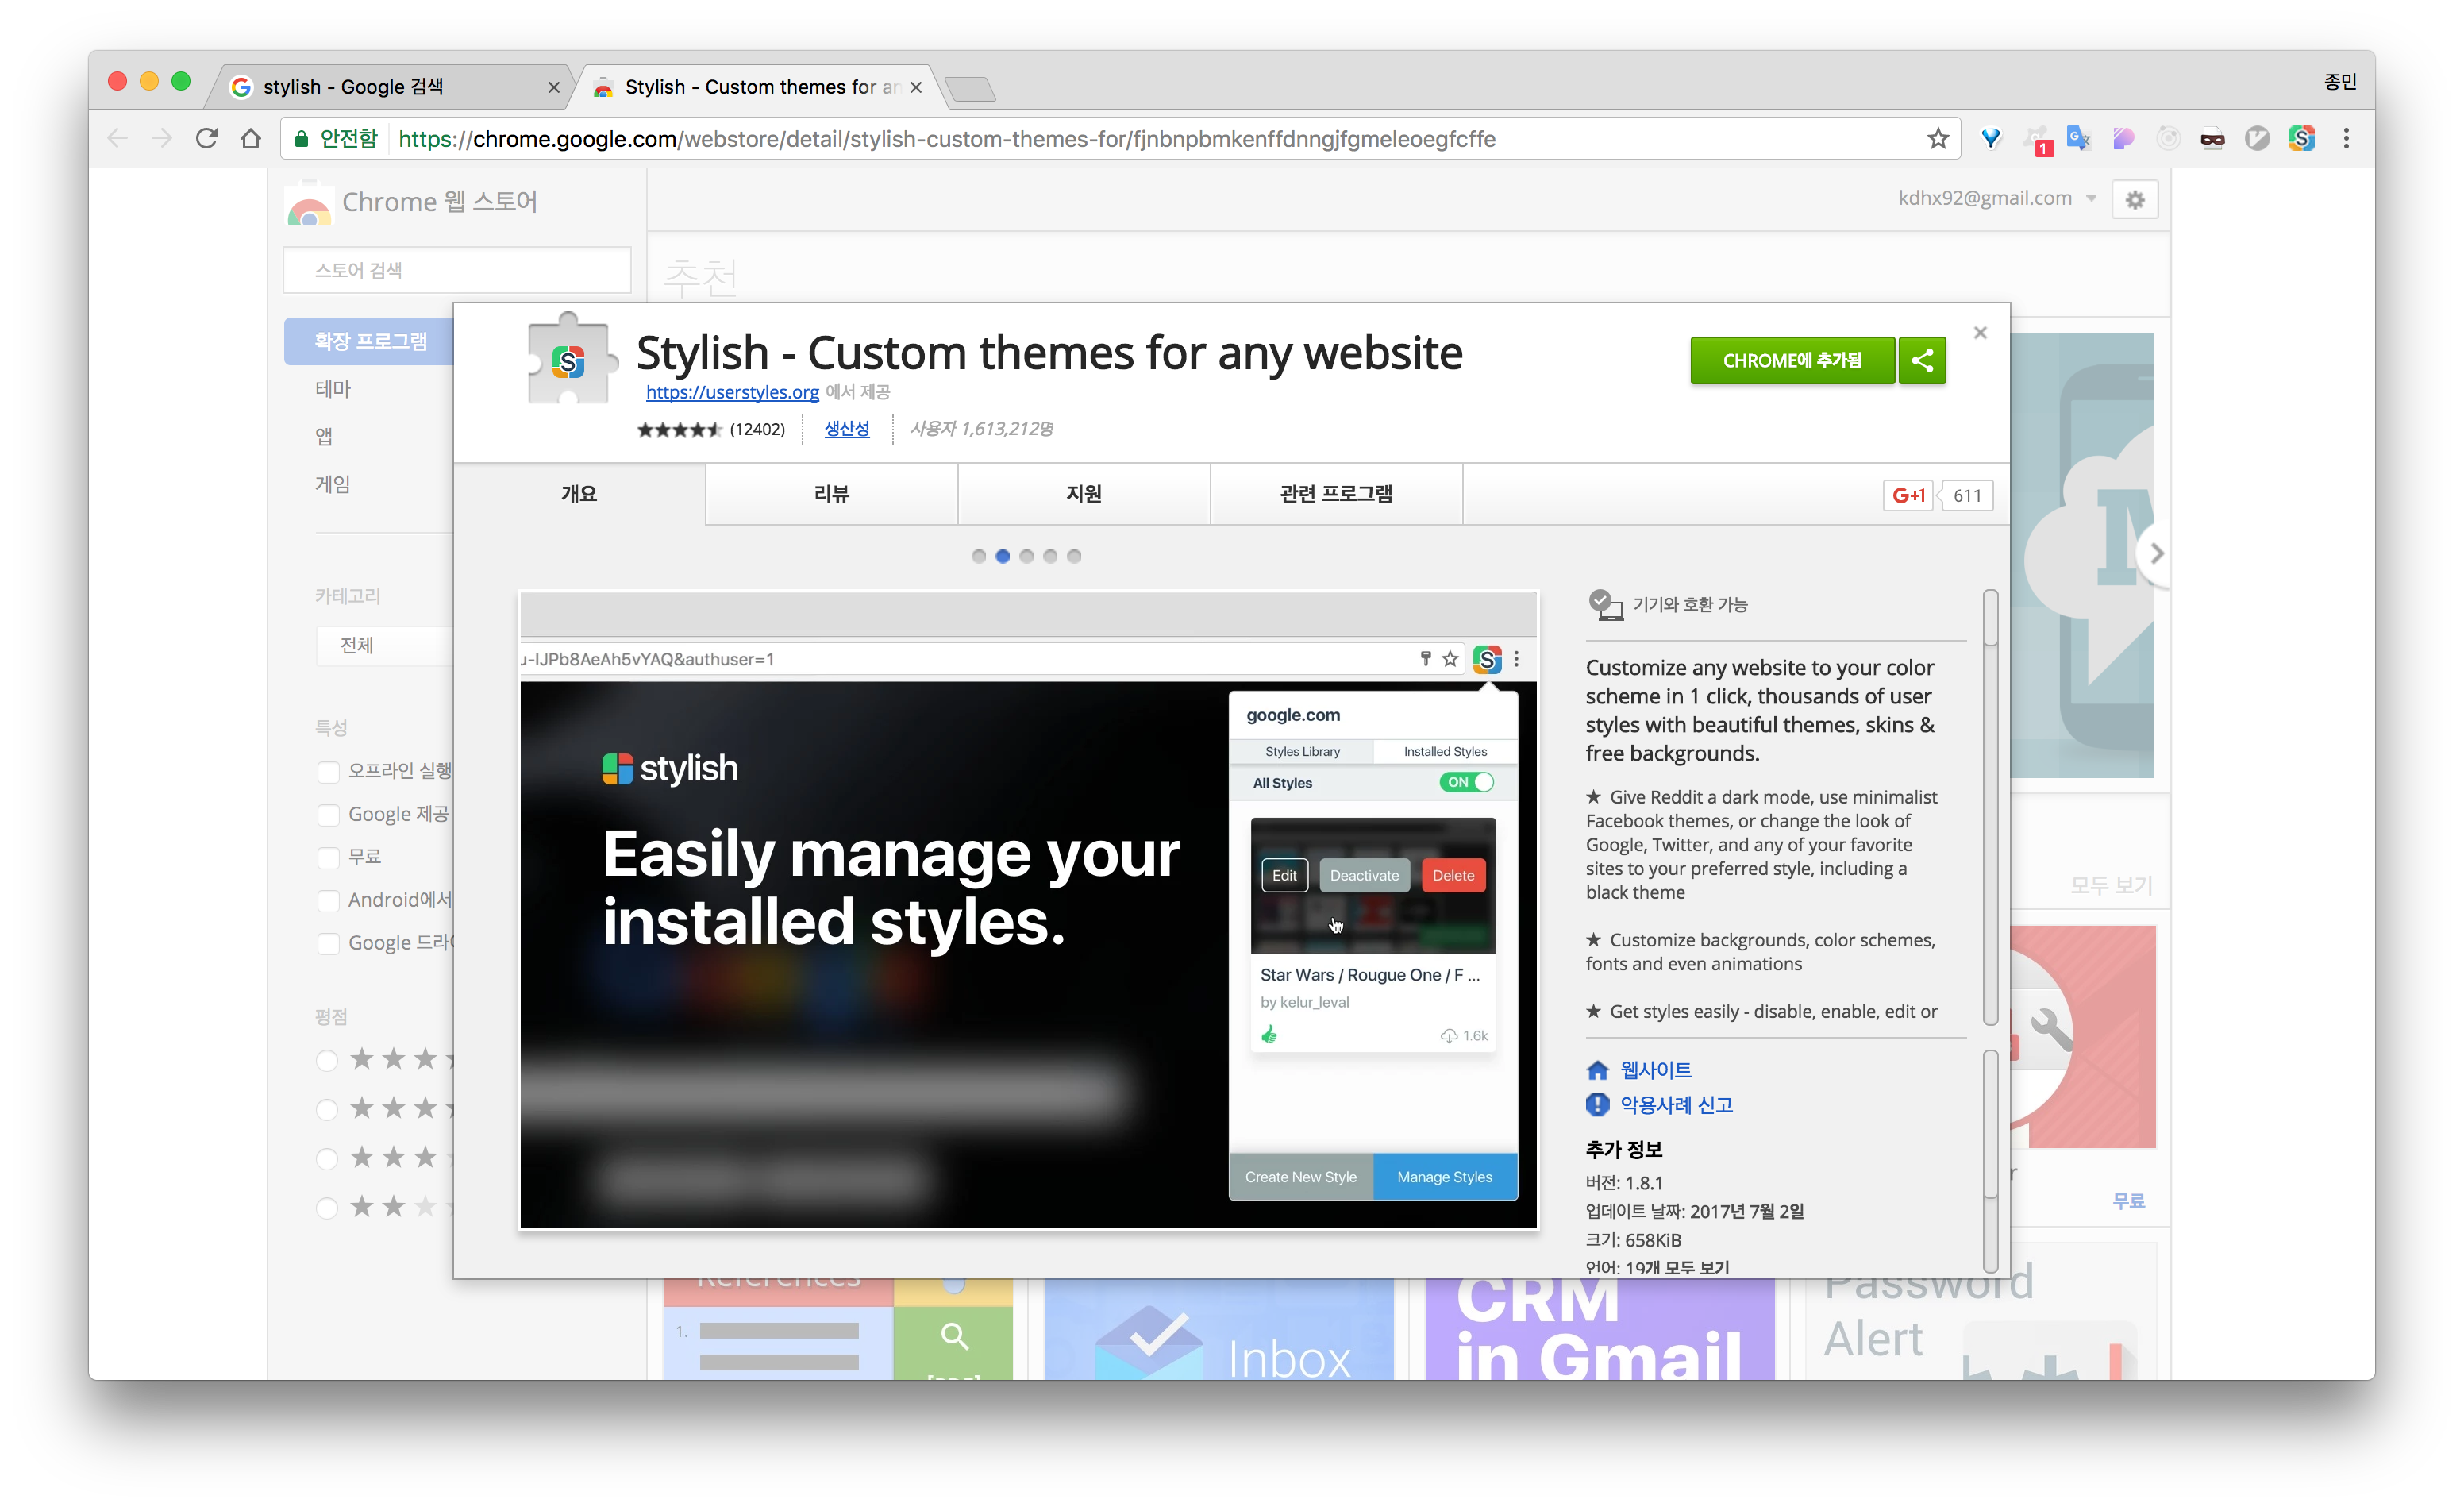 stylish - Google 검색
Stylish - Custom themes for an
종민
안전함
https://chrome.google.com/webstore/detail/stylish-custom-themes-for/fjnbnpbmkenffdnngjfgmeleoegfcffe
1
Chrome 웹 스토어
kdhx92@gmail.com
스토어 검색
추천
확장 프로그램
테마
앱
게임
카테고리
전체
특성
오프라인 실행
Google 제공
무료
Android에서
Google 드라이
평점
Stylish - Custom themes for any website
https://userstyles.org 에서 제공
(12402)
생산성
사용자 1,613,212명
CHROME에 추가됨
개요
리뷰
지원
관련 프로그램
G+1
611
u-IJPb8AeAh5vYAQ&authuser=1
stylish
Easily manage your
installed styles.
google.com
Styles Library
Installed Styles
All Styles
ON
Edit
Deactivate
Delete
Star Wars / Rougue One / F ...
by kelur_leval
1.6k
Create New Style
Manage Styles
기기와 호환 가능
Customize any website to your color
scheme in 1 click, thousands of user
styles with beautiful themes, skins &
free backgrounds.
★ Give Reddit a dark mode, use minimalist
Facebook themes, or change the look of
Google, Twitter, and any of your favorite
sites to your preferred style, including a
black theme
★ Customize backgrounds, color schemes,
fonts and even animations
★ Get styles easily - disable, enable, edit or
웹사이트
악용사례 신고
추가 정보
버전: 1.8.1
업데이트 날짜: 2017년 7월 2일
크기: 658KiB
언어: 19개 모두 보기
모두 보기
무료
References
1.
Inbox
CRM
in Gmail
Password
Alert